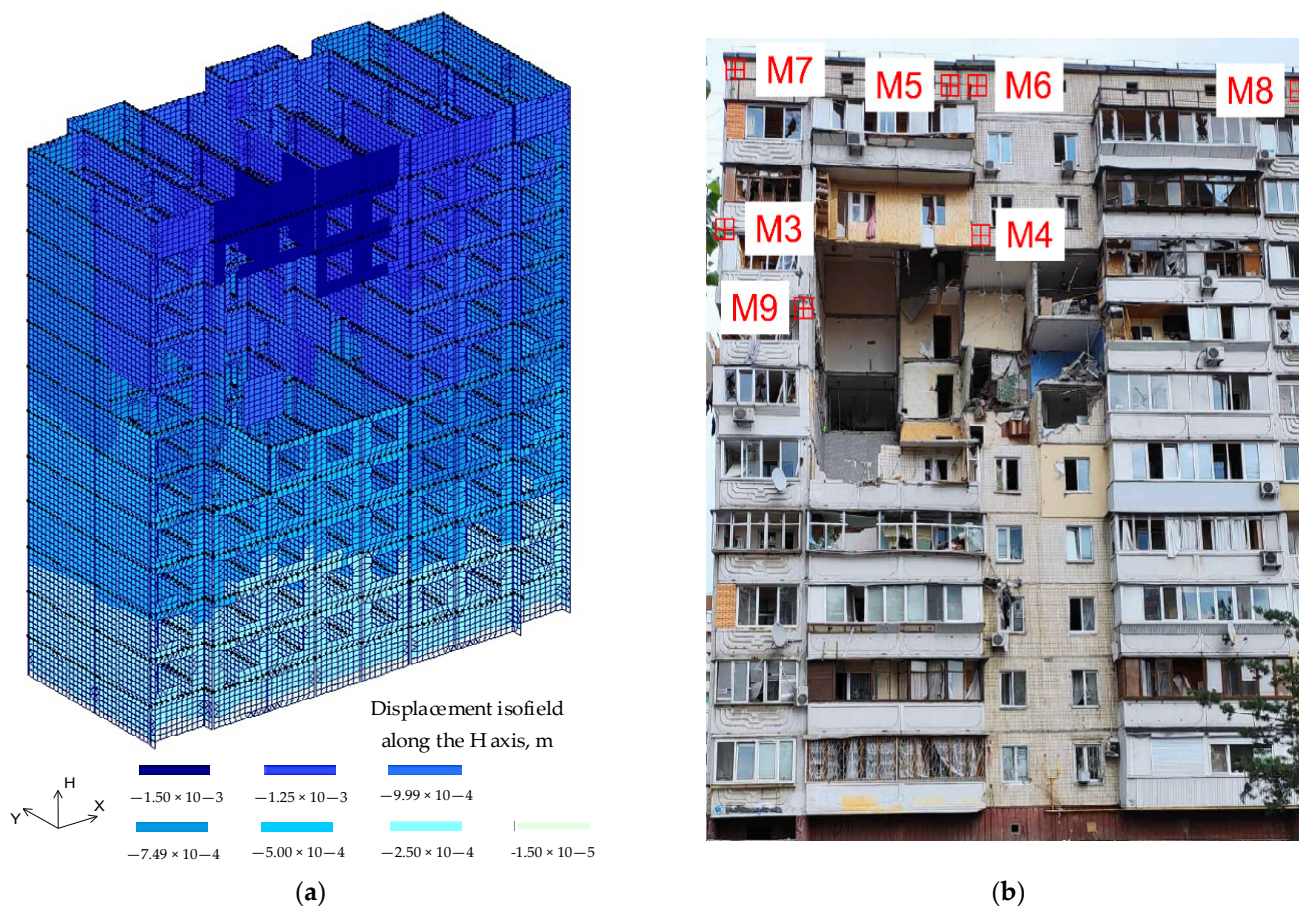 M7
M5
M6
M8
M3
M4
M9
Displacement isofield
along the H axis, m
−1.50 × 10−3
−1.25 × 10−3
−9.99 × 10−4
H
X
Y
−7.49 × 10−4
−5.00 × 10−4
−2.50 × 10−4
-1.50 × 10−5
(a)
(b)